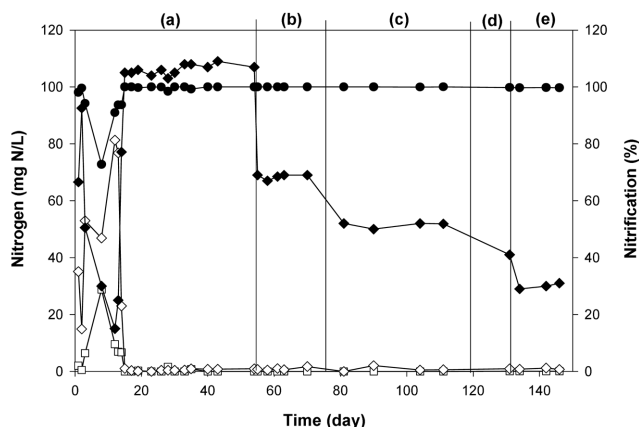 (a) (b) (c) (d) (e)
120 120
100 100
80 80
60 60
40 40
20 20
0 0
0 20 40 60 80 100 120 140
Nitrogen (mg N/L)
Nitrification (%)
Time (day)